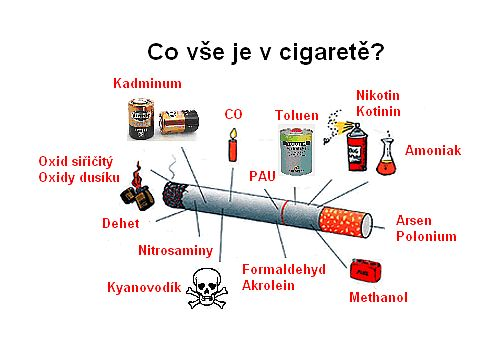 Co vše je v cigaretě?
Kadminum
CO
Toluen
Nikotin
Kotinin
Amoniak
Oxid siřičitý
Oxidy dusíku
PAU
Dehet
Arsen
Polonium
Nitrosaminy
Kyanovodík
Formaldehyd
Akrolein
Methanol